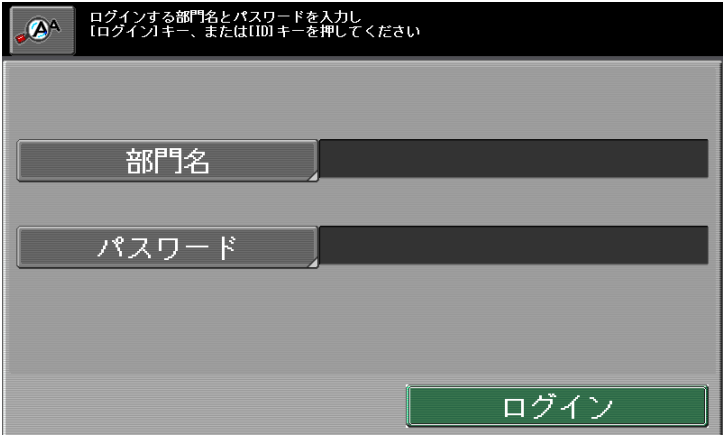 ログインする部門名とパスワードを入力し
[ログイン]キー、または[ID]キーを押してください
部門名
パスワード
ログイン